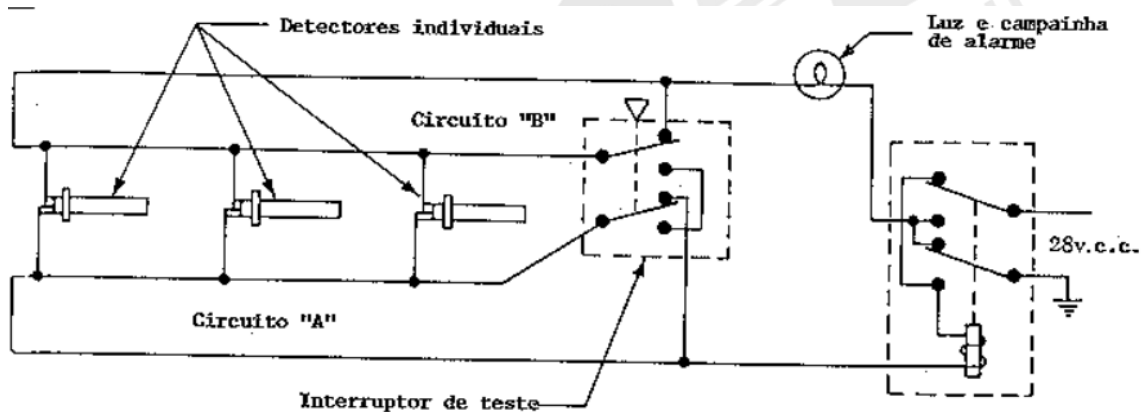 Detectores individuais
Luz e campainha
de alarme
Circuito "B"
28v.c.c.
Circuito "A"
Interruptor de teste